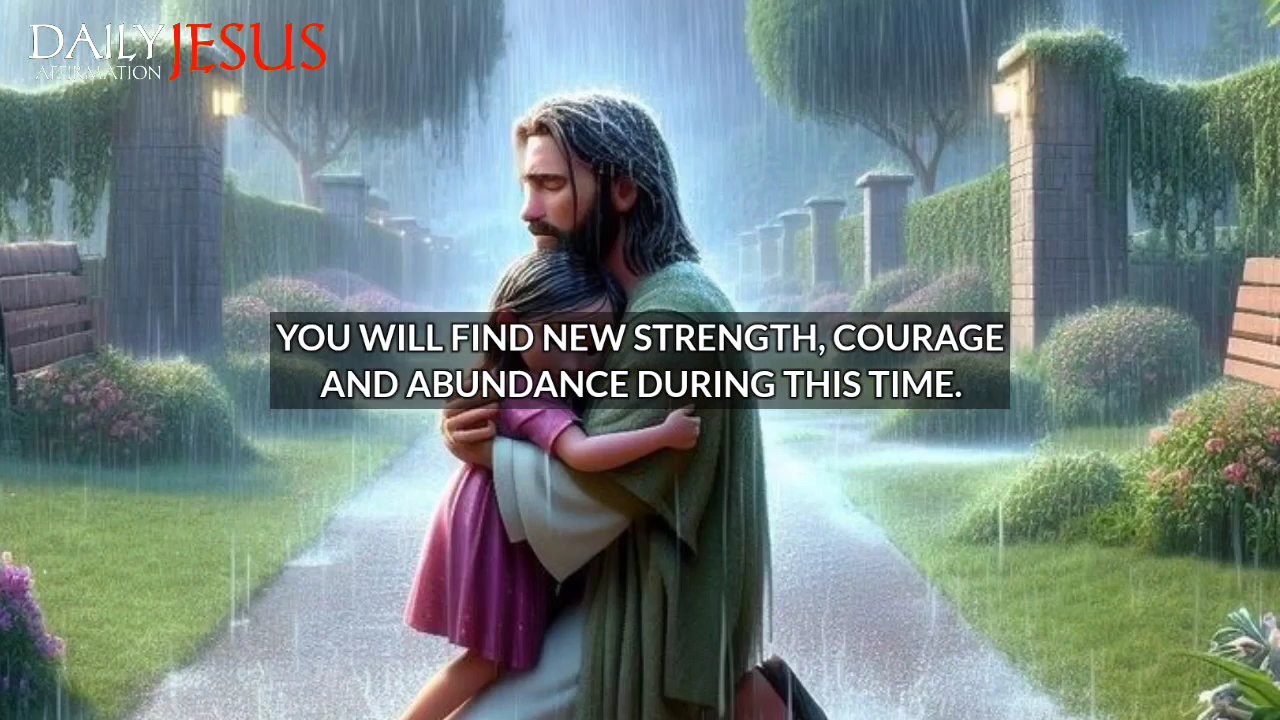 DAILY JESUS
AFFIRMATION
YOU WILL FIND NEW STRENGTH, COURAGE
AND ABUNDANCE DURING THIS TIME.